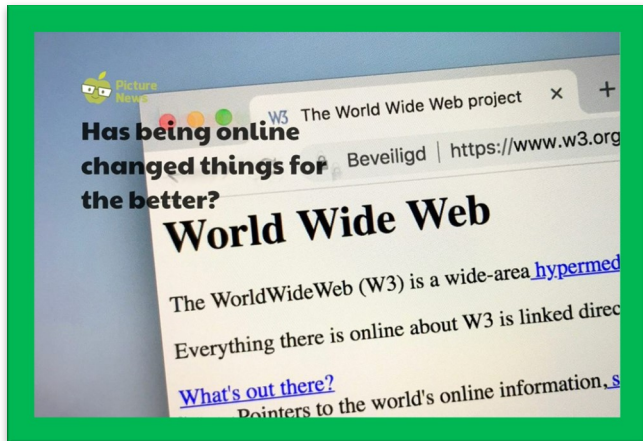 Picture
News
Has being online
changed things for
the better?
W3 The World Wide Web project × +
Beveiligd | https://www.w3.org
World Wide Web
The WorldWideWeb (W3) is a wide-area hypermed
Everything there is online about W3 is linked direc
What's out there?
Pointers to the world's online information, s